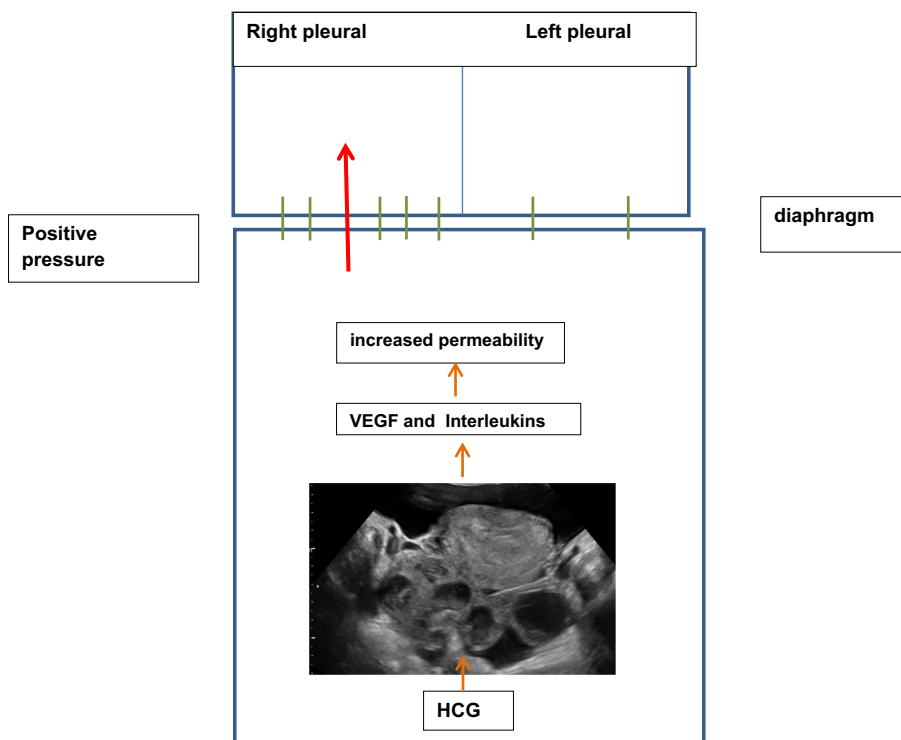 Right pleural Left pleural
Positive
pressure
diaphragm
increased permeability
VEGF and Interleukins
HCG